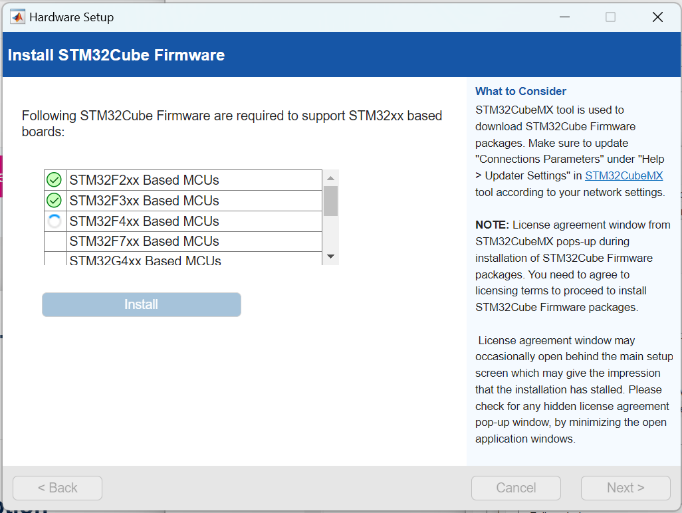 Hardware Setup
Install STM32Cube Firmware
Following STM32Cube Firmware are required to support STM32xx based
boards:
STM32F2xx Based MCUs
STM32F3xx Based MCUs
STM32F4xx Based MCUs
STM32F7xx Based MCUs
STM32G4xx Based MCUs
Install
What to Consider
STM32CubeMX tool is used to
download STM32Cube Firmware
packages. Make sure to update
"Connections Parameters" under "Help
> Updater Settings" in STM32CubeMX
tool according to your network settings.
NOTE: License agreement window from
STM32CubeMX pops-up during
installation of STM32Cube Firmware
packages. You need to agree to
licensing terms to proceed to install
STM32Cube Firmware packages.
License agreement window may
occasionally open behind the main setup
screen which may give the impression
that the installation has stalled. Please
check for any hidden license agreement
pop-up window, by minimizing the open
application windows.
< Back
Cancel
Next >